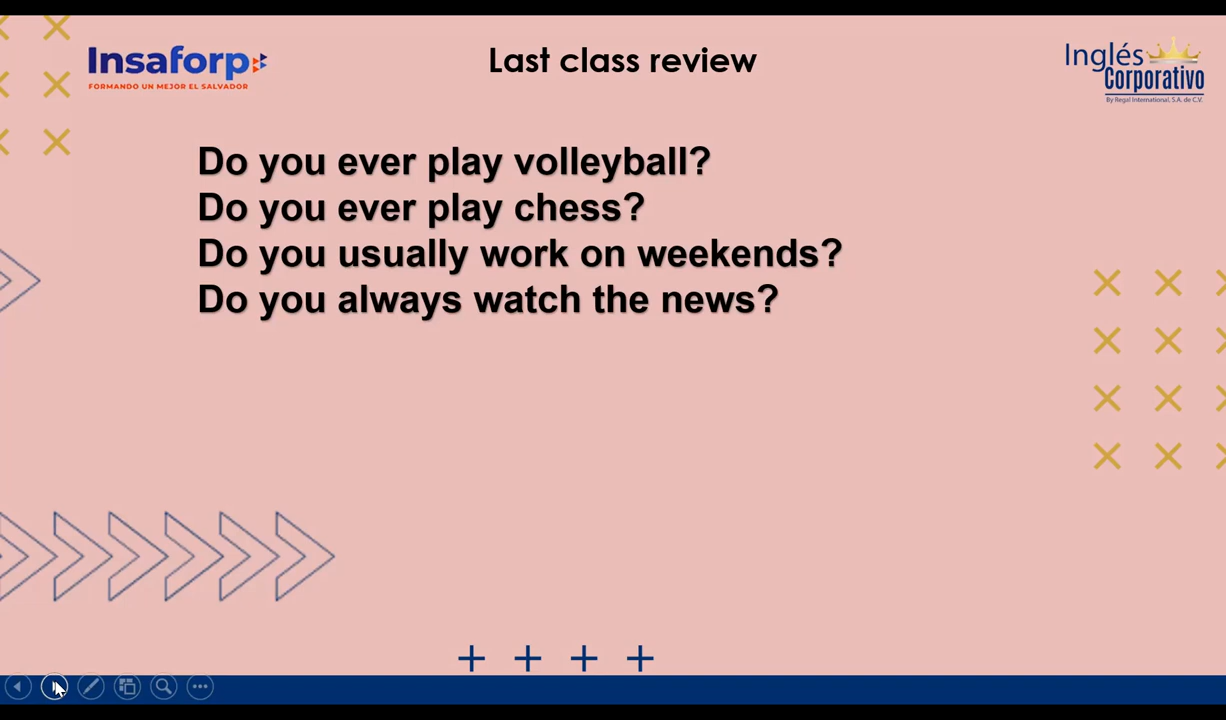 Insaforp
FORMANDO UN MEJOR EL SALVADOR
Last class review
Inglés
Corporativo
By Regal International, S.A. de C.V.
Do you ever play volleyball?
Do you ever play chess?
Do you usually work on weekends?
Do you always watch the news?